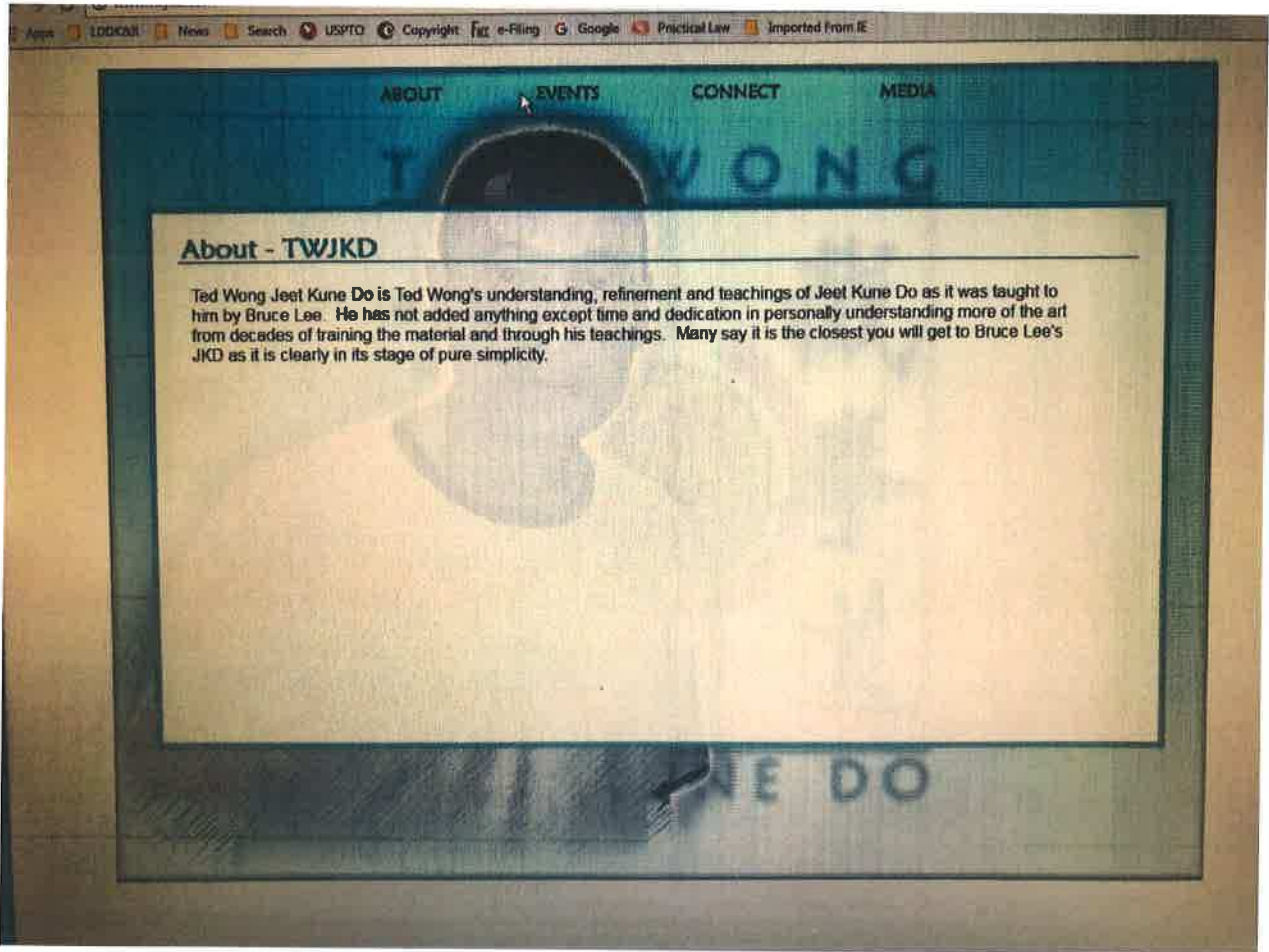 Apps News Search USPTO Copyright e-Filing G Google Practical Law Imported From IE
ABOUT EVENTS CONNECT MEDIA
T WONG
About - TWJKD
Ted Wong Jeet Kune Do is Ted Wong's understanding, refinement and teachings of Jeet Kune Do as it was taught to
him by Bruce Lee. He has not added anything except time and dedication in personally understanding more of the art
from decades of training the material and through his teachings. Many say it is the closest you will get to Bruce Lee's
JKD as it is clearly in its stage of pure simplicity.
NE DO